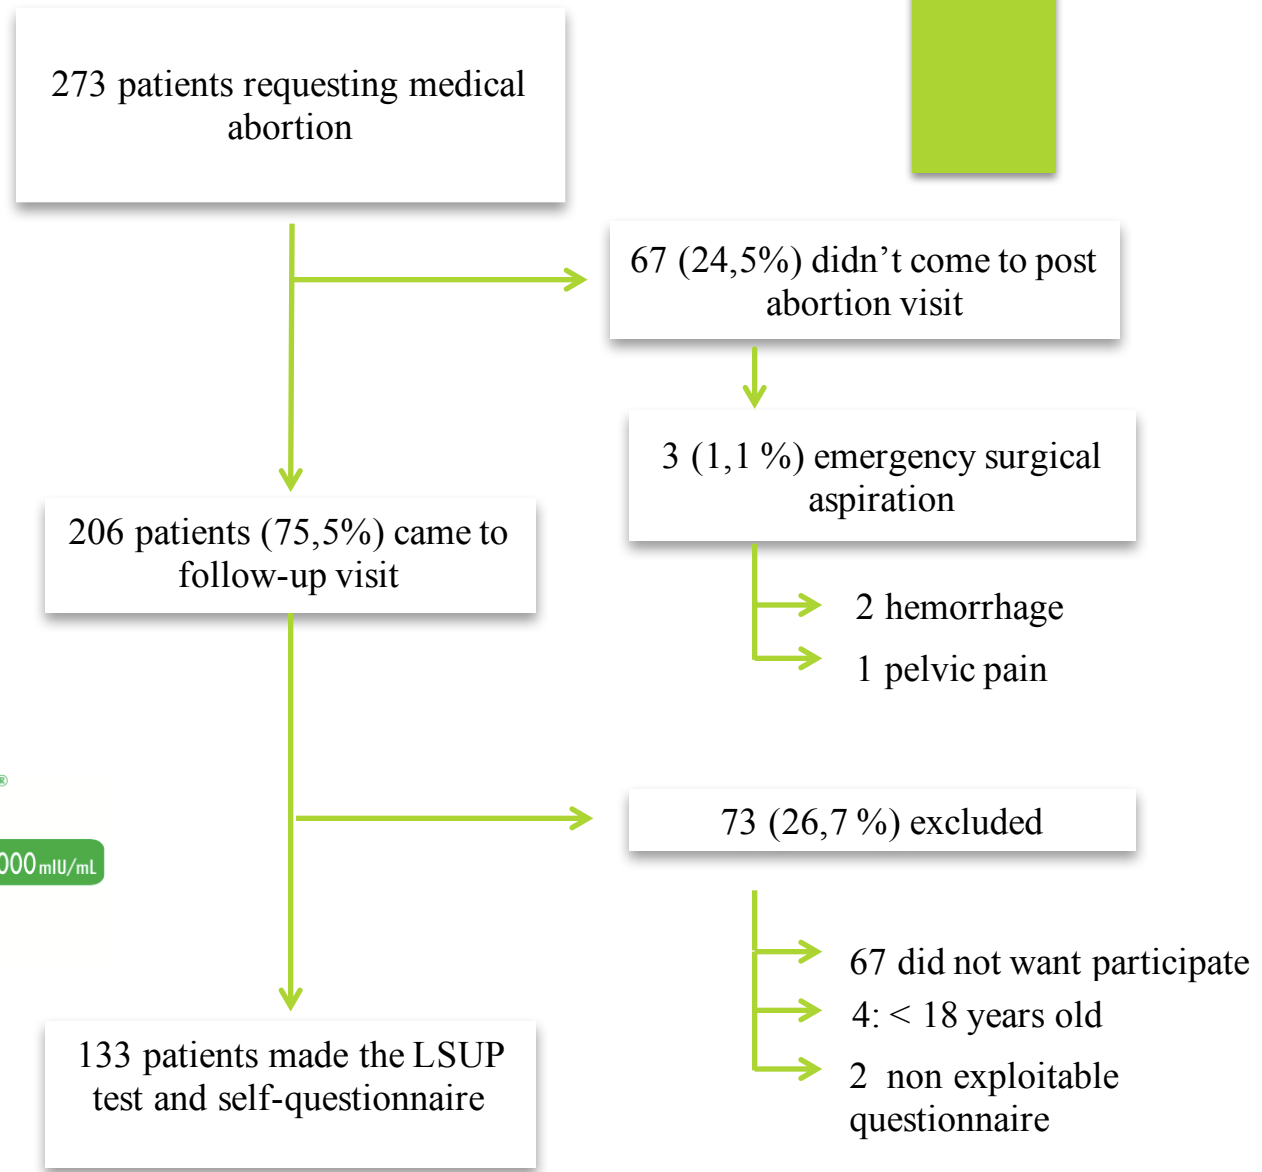 273 patients requesting medical
abortion
67 (24,5%) didn’t come to post
abortion visit
3 (1,1 %) emergency surgical
aspiration
206 patients (75,5%) came to
follow-up visit
2 hemorrhage
1 pelvic pain
®
000 mIU/mL
73 (26,7 %) excluded
67 did not want participate
4: < 18 years old
2 non exploitable
questionnaire
133 patients made the LSUP
test and self-questionnaire